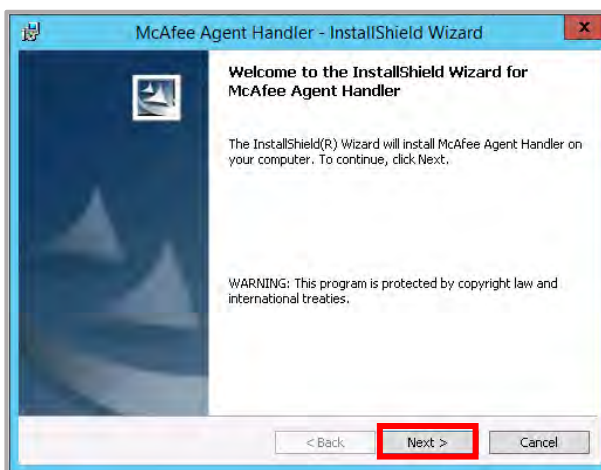 McAfee Agent Handler - InstallShield Wizard
x
Welcome to the InstallShield Wizard for
McAfee Agent Handler
The InstallShield(R) Wizard will install McAfee Agent Handler on
your computer. To continue, click Next.
WARNING: This program is protected by copyright law and
international treaties.
< Back Next > Cancel